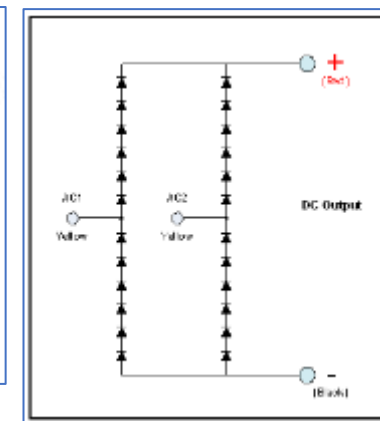 +
(Red)
AC1
AC2
DC Output
Yellow
Yellow
-
(Black)